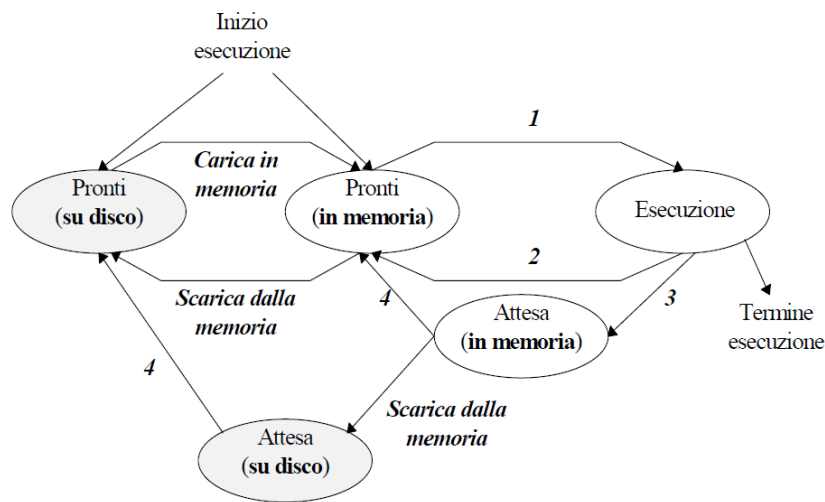 Inizio
esecuzione
1
Carica in
memoria
Pronti
(su disco)
Pronti
(in memoria)
Esecuzione
2
Scarica dalla
memoria
4
3
Attesa
(in memoria)
Termine
esecuzione
4
Scarica dalla
memoria
Attesa
(su disco)